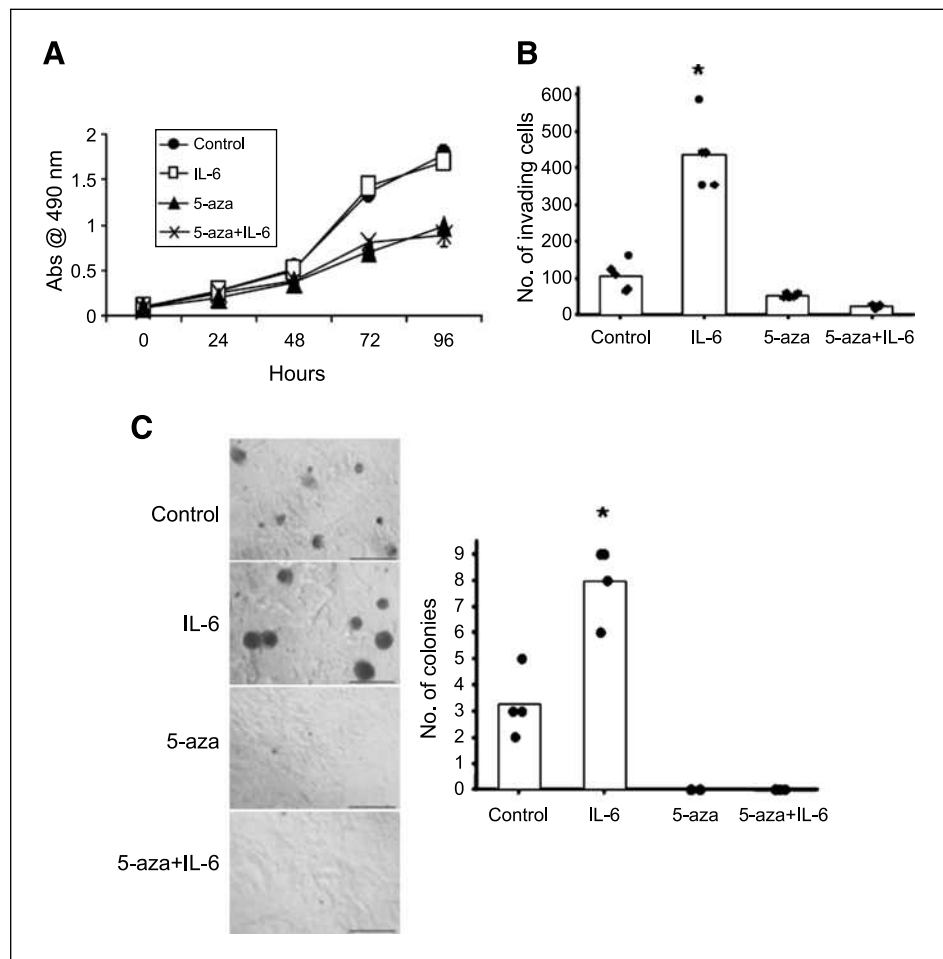 A
Abs @ 490 nm
2
1.5
1
0.5
0
Control
IL-6
5-aza
5-aza+IL-6
0 24 48 72 96
Hours
B
*
No. of invading cells
600
500
400
300
200
100
0
Control IL-6 5-aza 5-aza+IL-6
C
Control
IL-6
5-aza
5-aza+IL-6
*
No. of colonies
9
8
7
6
5
4
3
2
1
0
Control IL-6 5-aza 5-aza+IL-6